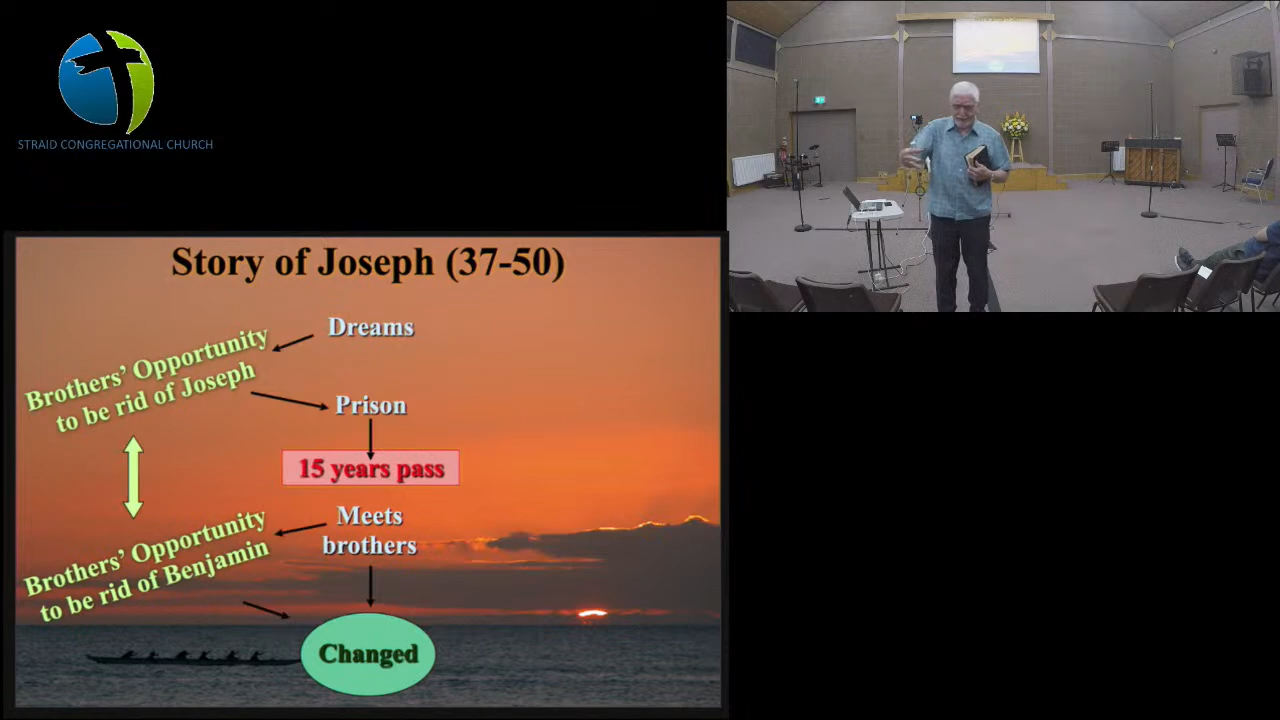 STRAID CONGREGATIONAL CHURCH
Story of Joseph (37-50)
Dreams
Brothers' Opportunity
to be rid of Joseph
Prison
15 years pass
Meets
brothers
Brothers' Opportunity
to be rid of Benjamin
Changed